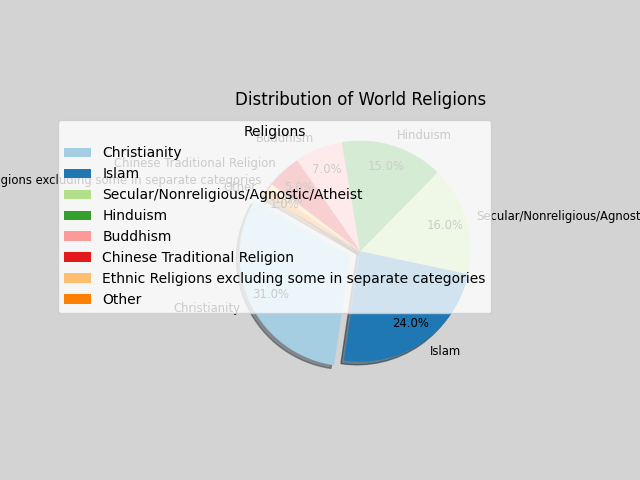 Distribution of World Religions
Religions
Christianity
Islam
Secular/Nonreligious/Agnostic/Atheist
Hinduism
Buddhism
Chinese Traditional Religion
Ethnic Religions excluding some in separate categories
Other
Buddhism
Hinduism
Chinese Traditional Religion
gions excluding some in separate categories
Other
Secular/Nonreligious/Agnost
Christianity
Islam
7.0%
15.0%
16.0%
31.0%
24.0%
1.0%